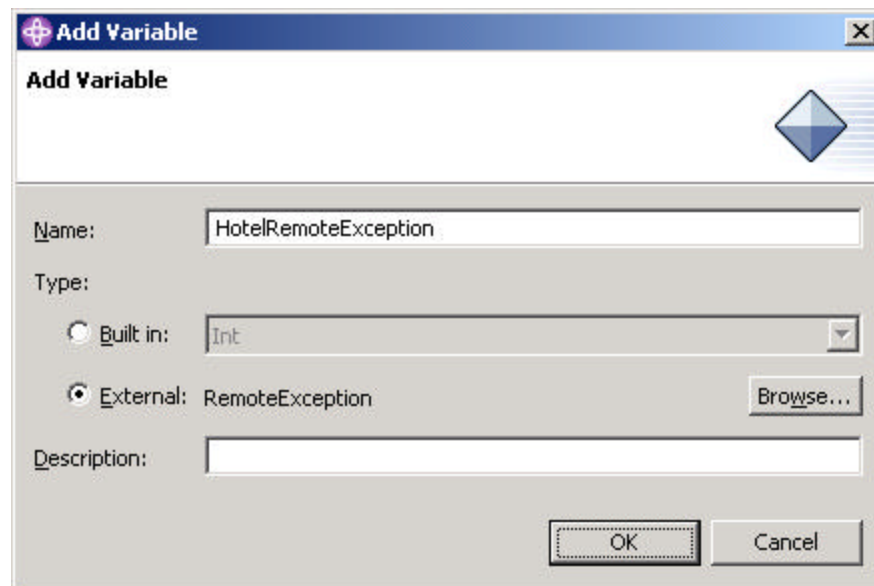 Add Variable
Add Variable
Name: HotelRemoteException
Type:
Built in: Int
External: RemoteException Browse...
Description:
OK Cancel